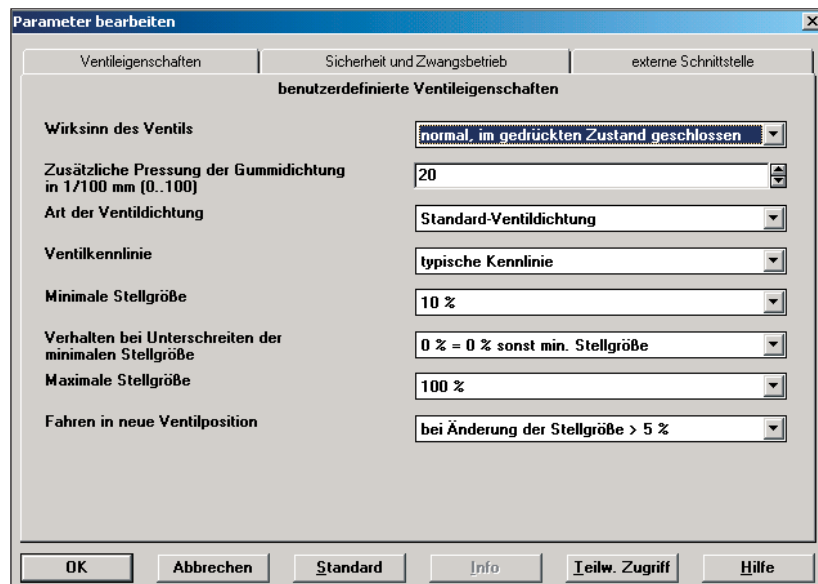 Parameter bearbeiten
Ventileigenschaften
Sicherheit und Zwangsbetrieb
externe Schnittstelle
benutzerdefinierte Ventileigenschaften
Wirksinn des Ventils
normal, im gedrückten Zustand geschlossen
Zusätzliche Pressung der Gummidichtung
in 1/100 mm (0..100)
20
Art der Ventildichtung
Standard-Ventildichtung
Ventilkennlinie
typische Kennlinie
Minimale Stellgröße
10 %
Verhalten bei Unterschreiten der
minimalen Stellgröße
0 % = 0 % sonst min. Stellgröße
Maximale Stellgröße
100 %
Fahren in neue Ventilposition
bei Änderung der Stellgröße > 5 %
OK
Abbrechen
Standard
Info
Teilw. Zugriff
Hilfe